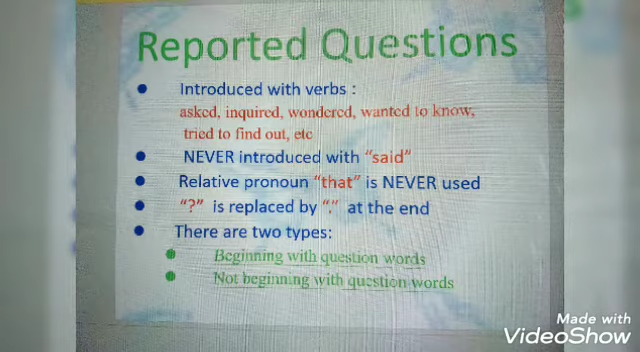 Reported Questions
Introduced with verbs :
asked, inquired, wondered, wanted to know,
tried to find out, etc
NEVER introduced with "said"
Relative pronoun "that" is NEVER used
"?" is replaced by "." at the end
There are two types:
Beginning with question words
Not beginning with question words
Made with
VideoShow